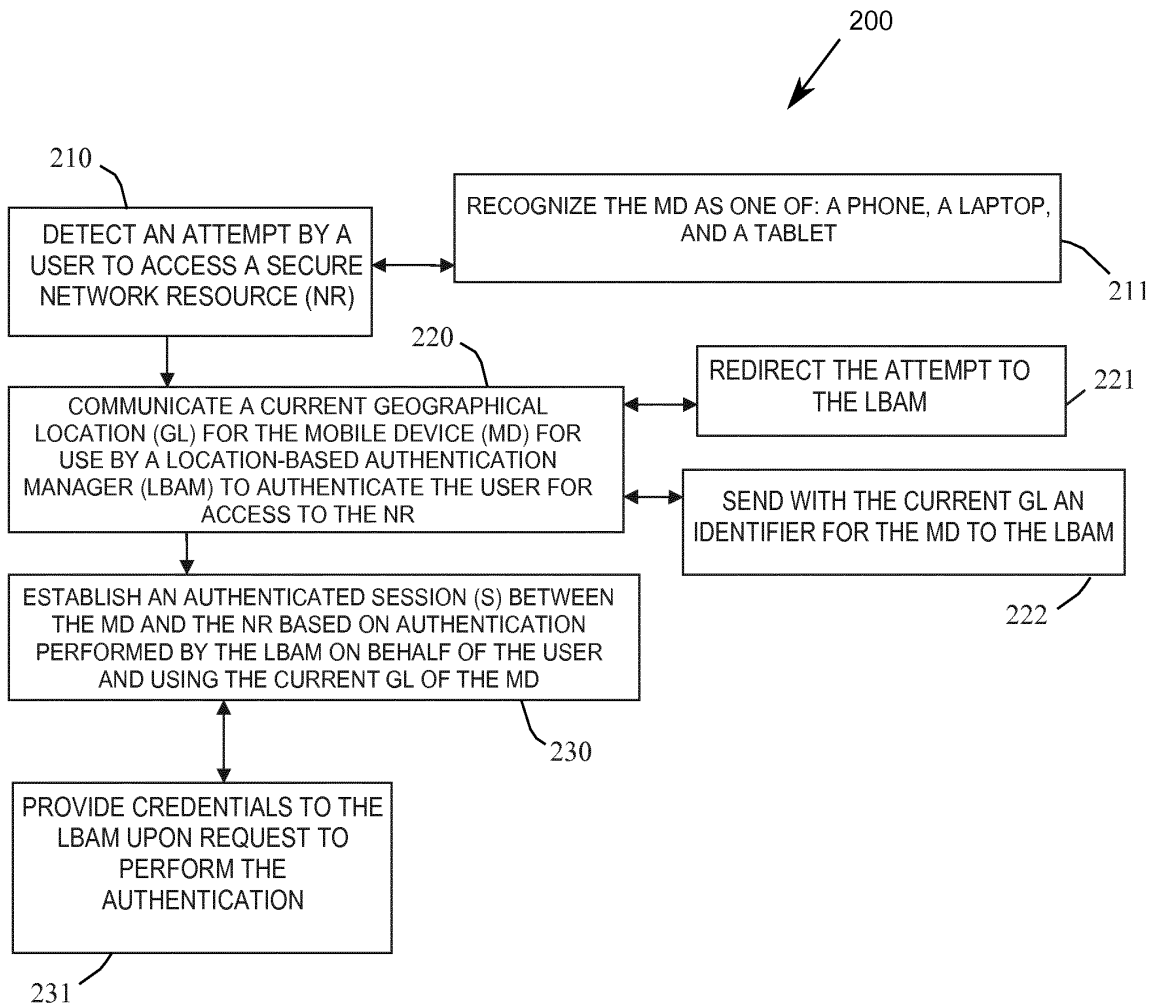 200
210
DETECT AN ATTEMPT BY A
USER TO ACCESS A SECURE
NETWORK RESOURCE (NR)
RECOGNIZE THE MD AS ONE OF: A PHONE, A LAPTOP,
AND A TABLET
211
220
COMMUNICATE A CURRENT GEOGRAPHICAL
LOCATION (GL) FOR THE MOBILE DEVICE (MD) FOR
USE BY A LOCATION-BASED AUTHENTICATION
MANAGER (LBAM) TO AUTHENTICATE THE USER FOR
ACCESS TO THE NR
REDIRECT THE ATTEMPT TO
THE LBAM
221
SEND WITH THE CURRENT GL AN
IDENTIFIER FOR THE MD TO THE LBAM
222
ESTABLISH AN AUTHENTICATED SESSION (S) BETWEEN
THE MD AND THE NR BASED ON AUTHENTICATION
PERFORMED BY THE LBAM ON BEHALF OF THE USER
AND USING THE CURRENT GL OF THE MD
230
PROVIDE CREDENTIALS TO THE
LBAM UPON REQUEST TO
PERFORM THE
AUTHENTICATION
231